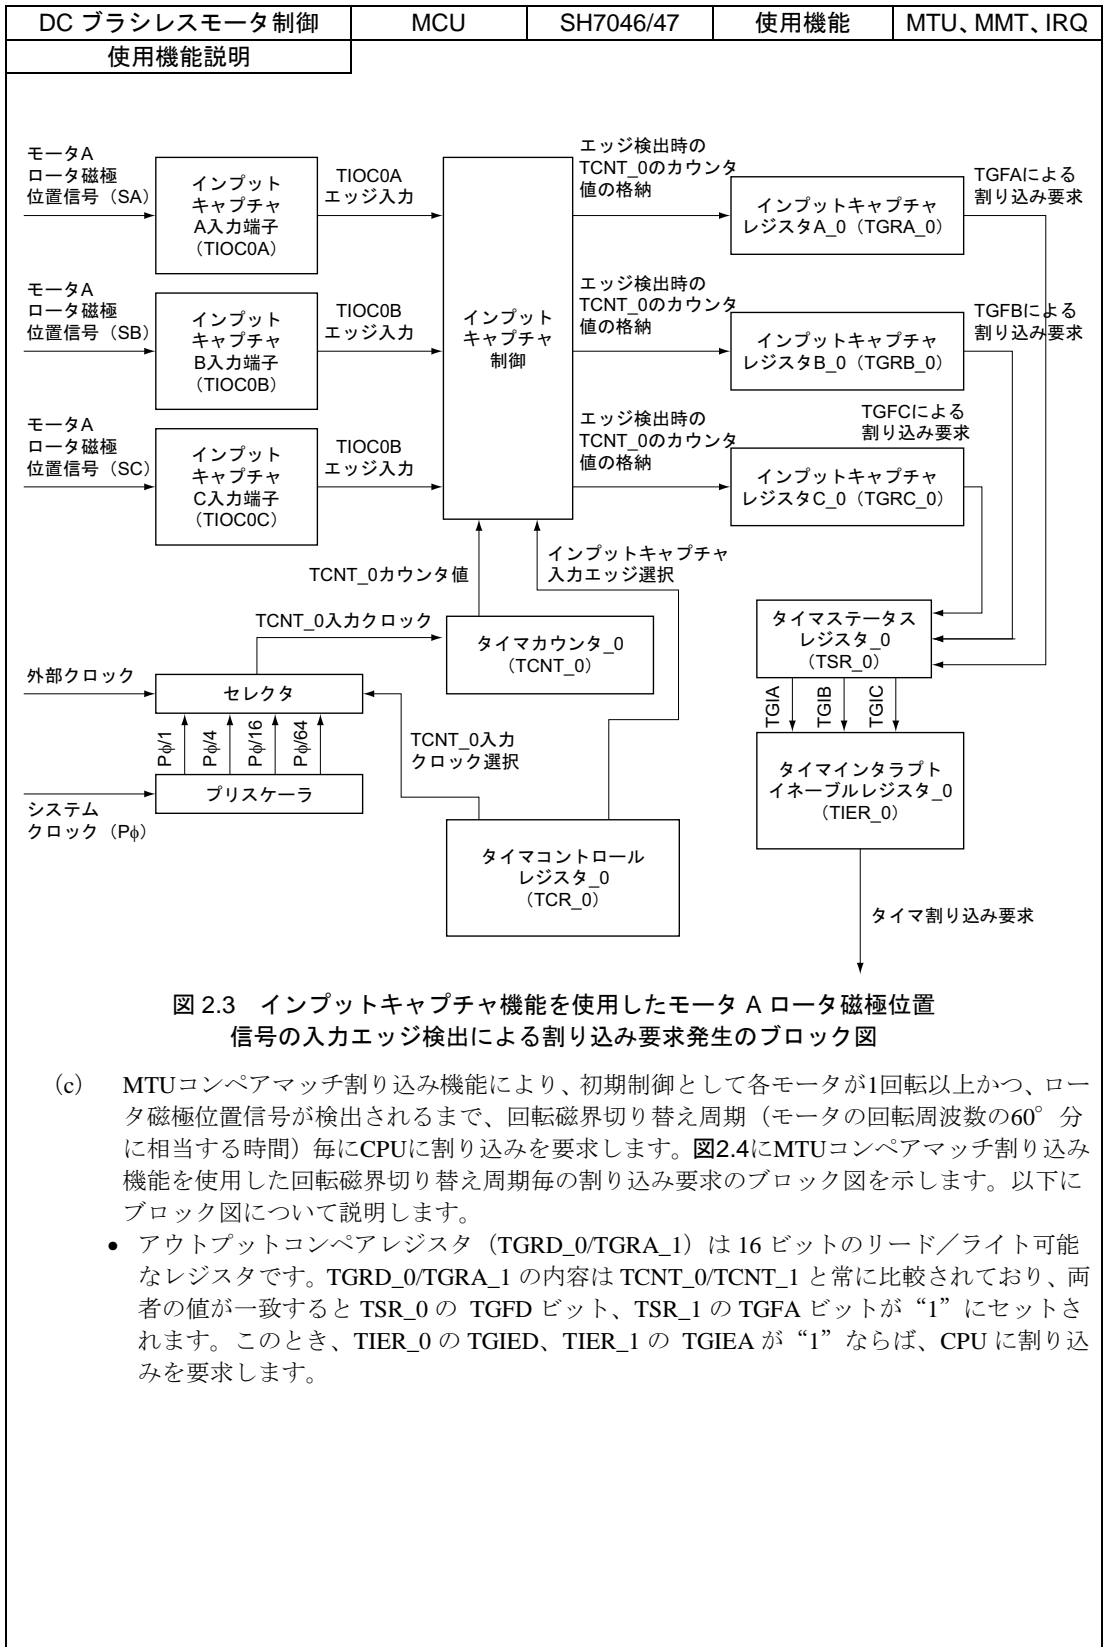 DC ブラシレスモータ制御 MCU SH7046/47 使用機能 MTU、MMT、IRQ
使用機能説明
モータA
ロータ磁極
位置信号（SA）
インプット
キャプチャ
A入力端子
（TIOC0A）
TIOC0A
エッジ入力
エッジ検出時の
TCNT_0のカウンタ
値の格納
インプットキャプチャ
レジスタA_0（TGRA_0）
TGFAによる
割り込み要求
モータA
ロータ磁極
位置信号（SB）
インプット
キャプチャ
B入力端子
（TIOC0B）
TIOC0B
エッジ入力
インプット
キャプチャ
制御
エッジ検出時の
TCNT_0のカウンタ
値の格納
インプットキャプチャ
レジスタB_0（TGRB_0）
TGFBによる
割り込み要求
モータA
ロータ磁極
位置信号（SC）
インプット
キャプチャ
C入力端子
（TIOC0C）
TIOC0B
エッジ入力
エッジ検出時の
TCNT_0のカウンタ
値の格納
TGFCによる
割り込み要求
インプットキャプチャ
レジスタC_0（TGRC_0）
TCNT_0カウンタ値
インプットキャプチャ
入力エッジ選択
TCNT_0入力クロック
タイマカウンタ_0
（TCNT_0）
タイマステータス
レジスタ_0
（TSR_0）
外部クロック
セレクタ
TGIA
TGIB
TGIC
Pφ/1
Pφ/4
Pφ/16
Pφ/64
TCNT_0入力
クロック選択
プリスケーラ
システム
クロック（Pφ）
タイマインタラプト
イネーブルレジスタ_0
（TIER_0）
タイマコントロール
レジスタ_0
（TCR_0）
タイマ割り込み要求
図 2.3 インプットキャプチャ機能を使用したモータ A ロータ磁極位置
信号の入力エッジ検出による割り込み要求発生のブロック図
（c） MTUコンペアマッチ割り込み機能により、初期制御として各モータが1回転以上かつ、ロー
タ磁極位置信号が検出されるまで、回転磁界切り替え周期（モータの回転周波数の60°分
に相当する時間）毎にCPUに割り込みを要求します。図2.4にMTUコンペアマッチ割り込み
機能を使用した回転磁界切り替え周期毎の割り込み要求のブロック図を示します。以下に
ブロック図について説明します。
• アウトプットコンペアレジスタ（TGRD_0/TGRA_1）は 16 ビットのリード／ライト可能
なレジスタです。TGRD_0/TGRA_1 の内容は TCNT_0/TCNT_1 と常に比較されており、両
者の値が一致すると TSR_0 の TGFD ビット、TSR_1 の TGFA ビットが“1”にセットさ
れます。このとき、TIER_0 の TGIED、TIER_1 の TGIEA が“1”ならば、CPU に割り込
みを要求します。